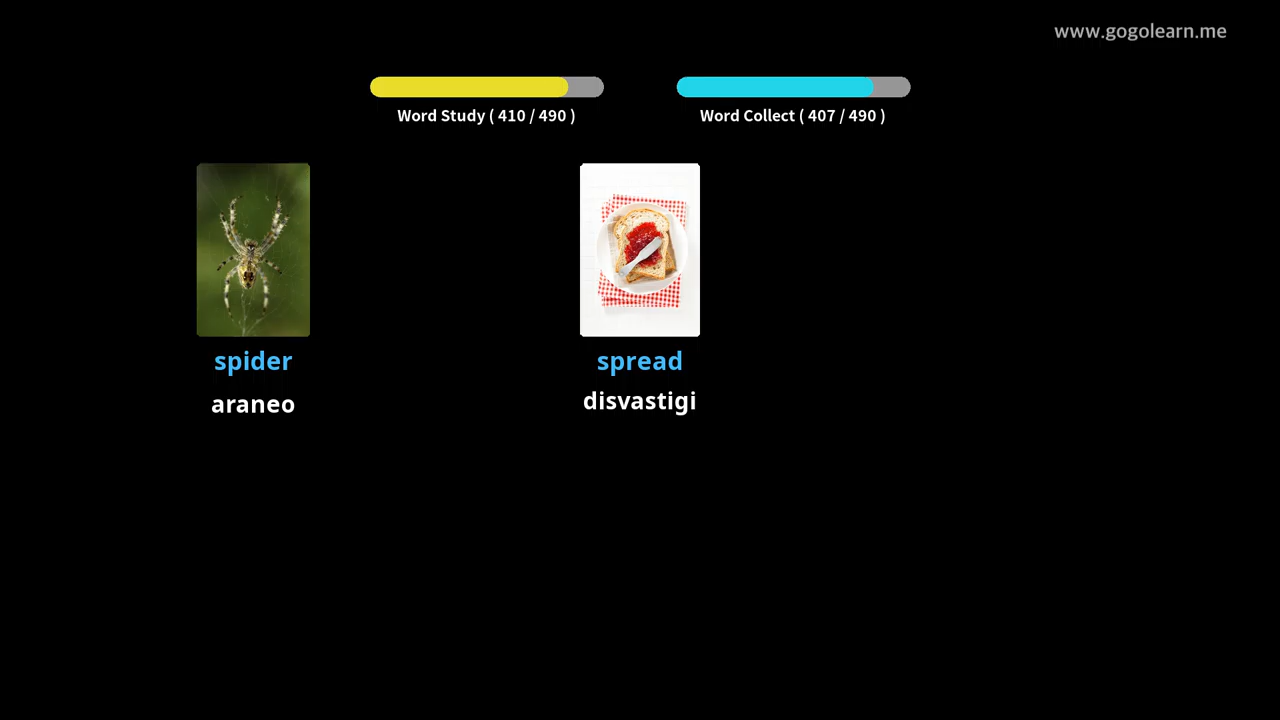 www.gogolearn.me
Word Study ( 410 / 490 )
Word Collect ( 407 / 490 )
spider
araneo
spread
disvastigi